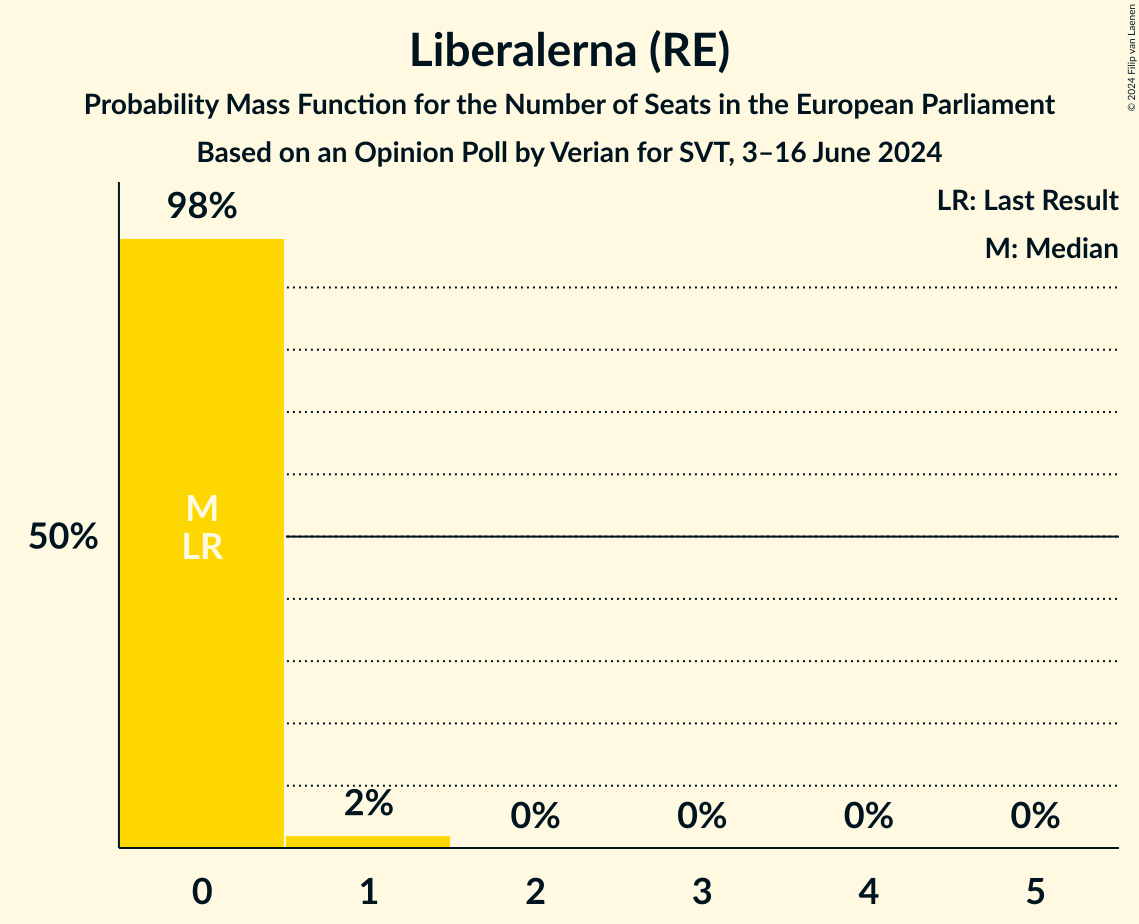 Liberalerna (RE)
Probability Mass Function for the Number of Seats in the European Parliament
Based on an Opinion Poll by Verian for SVT, 3–16 June 2024
© 2024 Filip van Laenen
LR: Last Result
M: Median
98%
M
LR
50%
2%
0%
0%
0%
0%
0
1
2
3
4
5